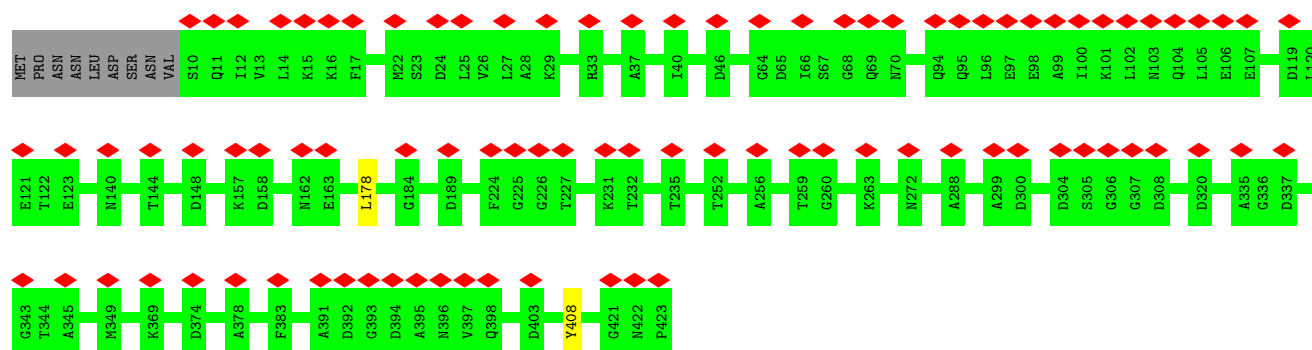 MET PRO ASN ASN LEU ASP SER ASN VAL S10 Q11 I12 V13 L14 K15 K16 F17 M22 S23 D24 L25 V26 L27 A28 K29 R33 A37 I40 D46 G64 D65 I66 S67 G68 Q69 N70 Q94 Q95 L96 E97 E98 A99 I100 K101 L102 N103 Q104 L105 E106 E107 D119 L120
E121 T122 E123 N140 T144 D148 K157 D158 N162 E163 L178 G184 D189 F224 G225 G226 T227 K231 T232 T235 T252 A256 T259 G260 K263 N272 A288 A299 D300 D304 S305 G306 G307 D308 D320 A335 G336 D337
G343 T344 A345 M349 K369 D374 A378 F383 A391 D392 G393 D394 A395 N396 V397 Q398 D403 Y408 G421 N422 P423